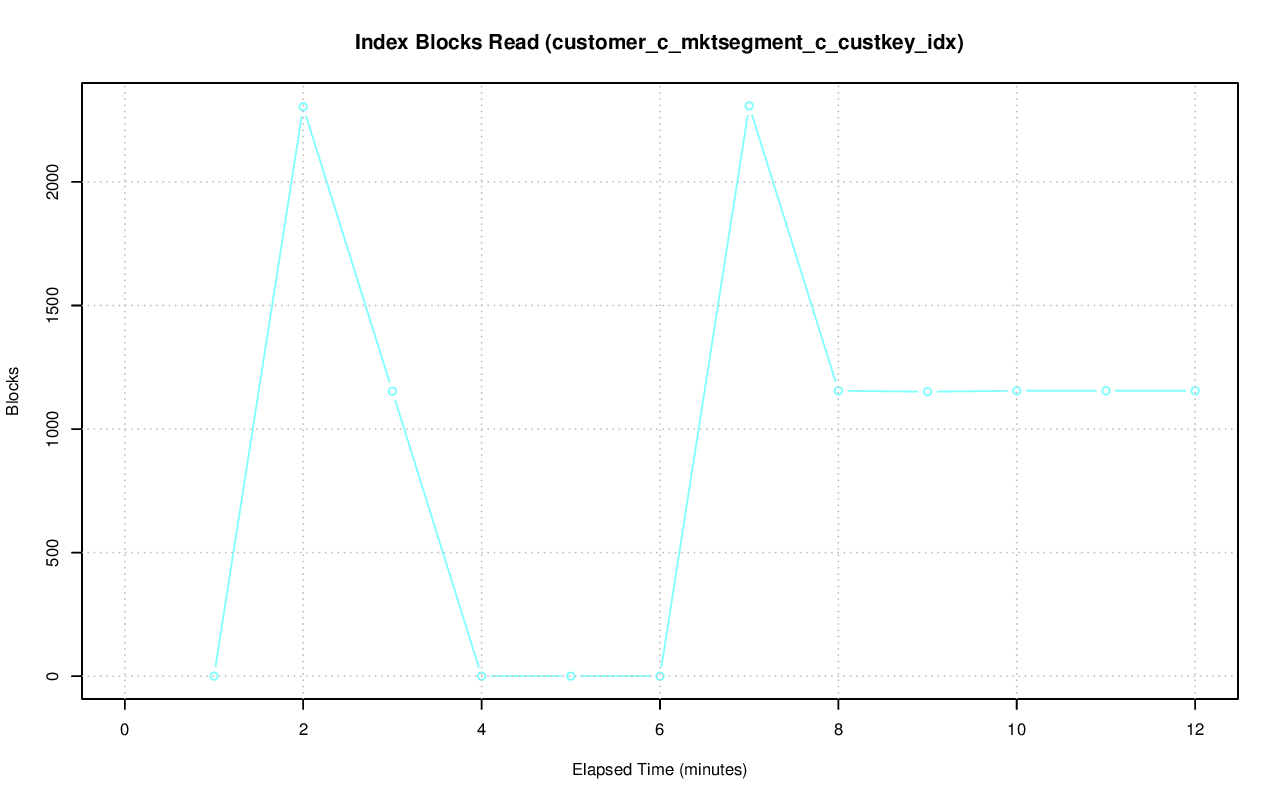 Index Blocks Read (customer_c_mktsegment_c_custkey_idx)
2000
1500
1000
500
0
Blocks
0 2 4 6 8 10 12
Elapsed Time (minutes)